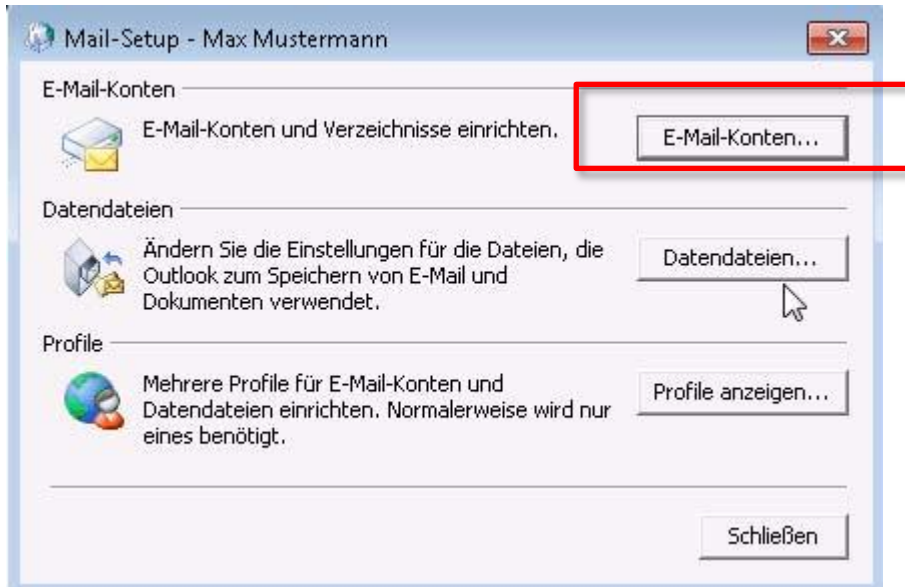 Mail-Setup - Max Mustermann
E-Mail-Konten
E-Mail-Konten und Verzeichnisse einrichten.
E-Mail-Konten...
Datendateien
Ändern Sie die Einstellungen für die Dateien, die
Outlook zum Speichern von E-Mail und
Dokumenten verwendet.
Datendateien...
Profile
Mehrere Profile für E-Mail-Konten und
Datendateien einrichten. Normalerweise wird nur
eines benötigt.
Profile anzeigen...
Schließen